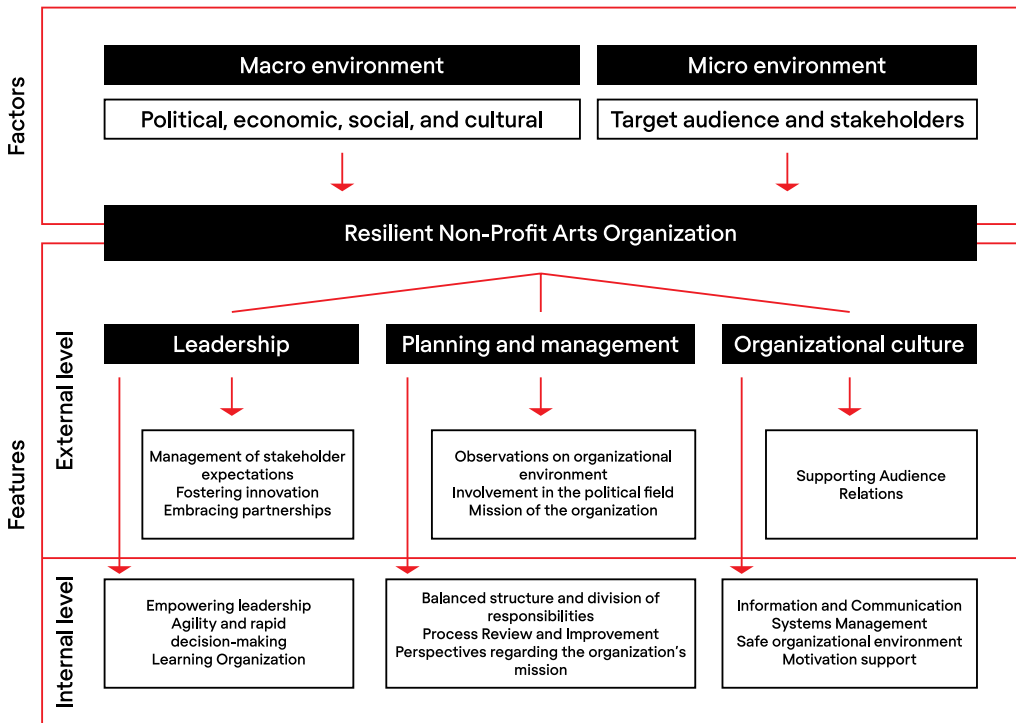 Factors
Macro environment
Micro environment
Political, economic, social, and cultural
Target audience and stakeholders
Resilient Non-Profit Arts Organization
Features
External level
Leadership
Planning and management
Organizational culture
Management of stakeholder
expectations
Fostering innovation
Embracing partnerships
Observations on organizational
environment
Involvement in the political field
Mission of the organization
Supporting Audience
Relations
Internal level
Empowering leadership
Agility and rapid
decision-making
Learning Organization
Balanced structure and division of
responsibilities
Process Review and Improvement
Perspectives regarding the organization's
mission
Information and Communication
Systems Management
Safe organizational environment
Motivation support